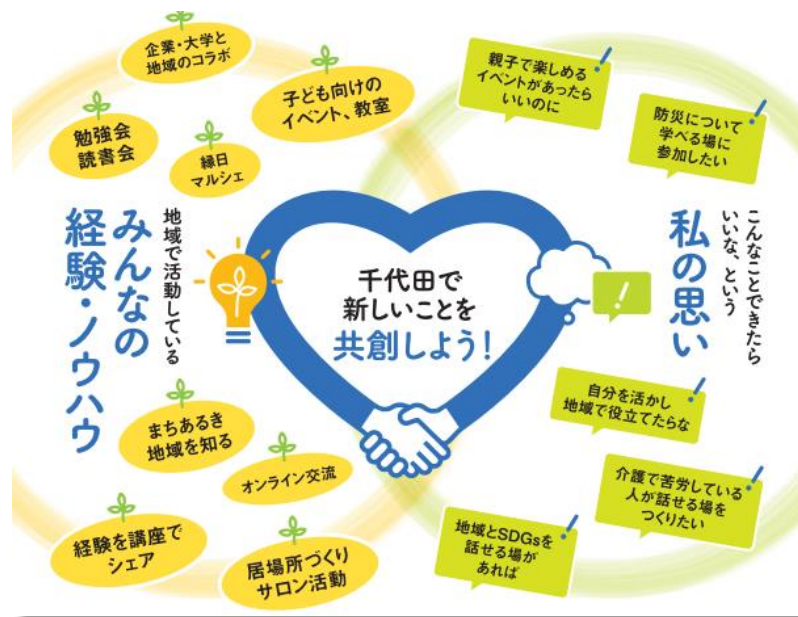 企業・大学と
地域のコラボ
子ども向けの
イベント、教室
勉強会
読書会
縁日
マルシェ
地域で活動している
みんなの
経験・ノウハウ
まちあるき
地域を知る
オンライン交流
経験を講座で
シェア
居場所づくり
サロン活動
千代田で
新しいことを
共創しよう!
親子で楽しめる
イベントがあったら
いいのに
防災について
学べる場に
参加したい
こんなことできたら
いいな、という
私の思い
自分を活かし
地域で役立てたらな
介護で苦労している
人が話せる場を
つくりたい
地域とSDGsを
話せる場が
あれば